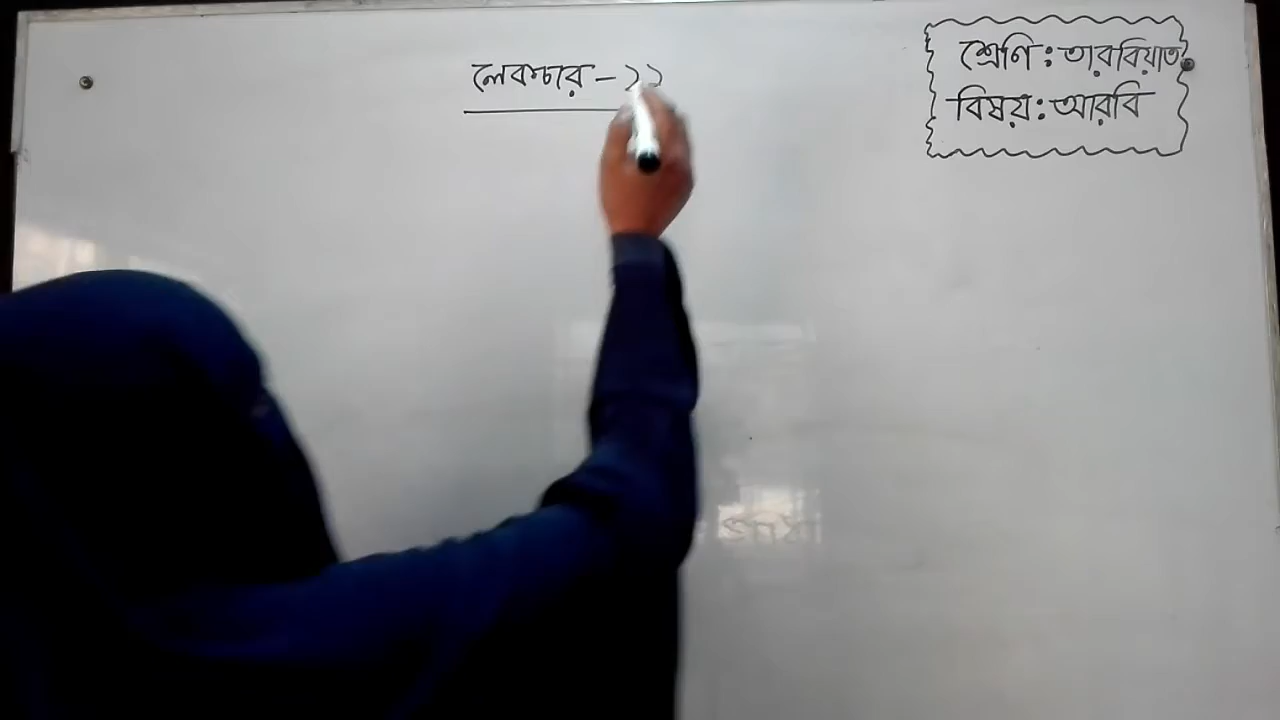 লেকচার-১১
শ্রেণি : তারবিয়াত
বিষয় : আরবি